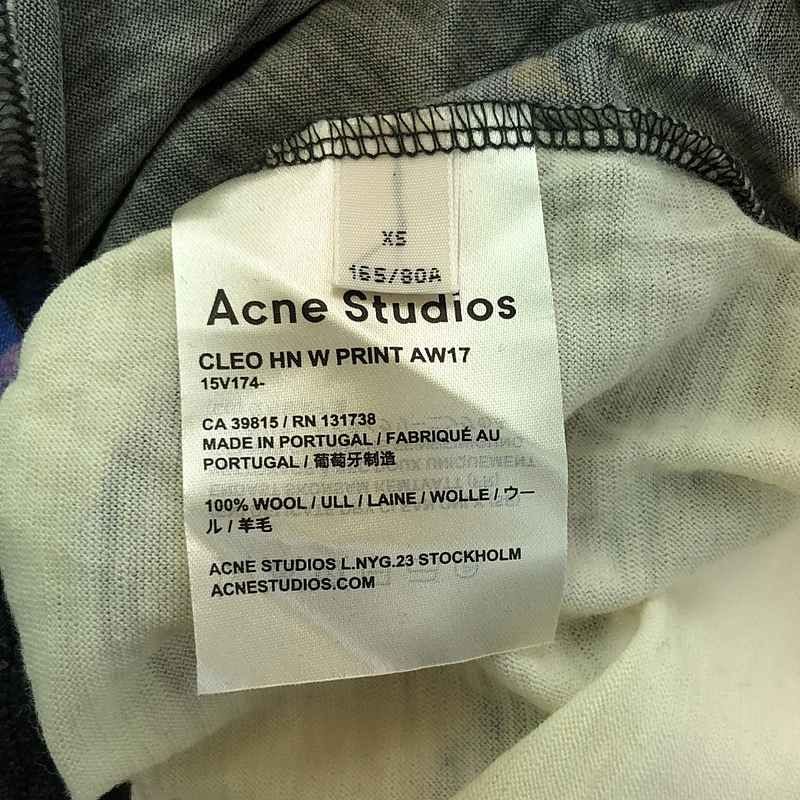 XS
165/80A
Acne Studios
CLEO HN W PRINT AW17
15V174-
CA 39815 / RN 131738
MADE IN PORTUGAL / FABRIQUÉ AU
PORTUGAL / 葡萄牙制造
100% WOOL / ULL / LAINE / WOLLE / ウー
ル / 羊毛
ACNE STUDIOS L.NYG.23 STOCKHOLM
ACNESTUDIOS.COM